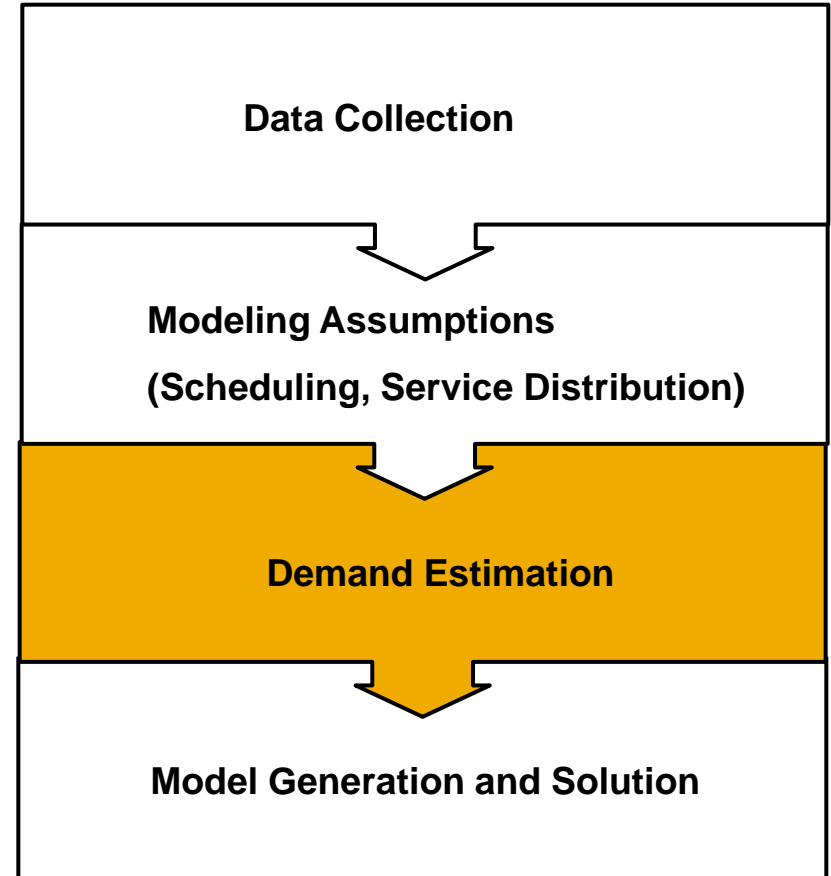 Data Collection
Modeling Assumptions
(Scheduling, Service Distribution)
Demand Estimation
Model Generation and Solution